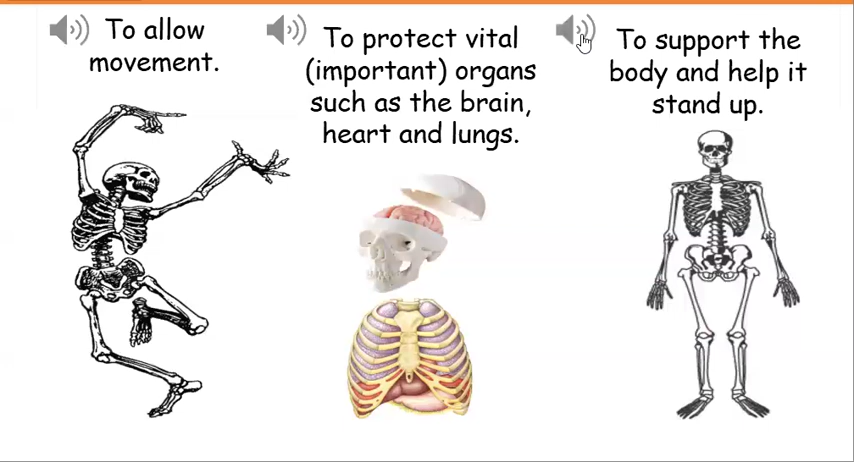 To allow
movement.
To protect vital
(important) organs
such as the brain,
heart and lungs.
To support the
body and help it
stand up.